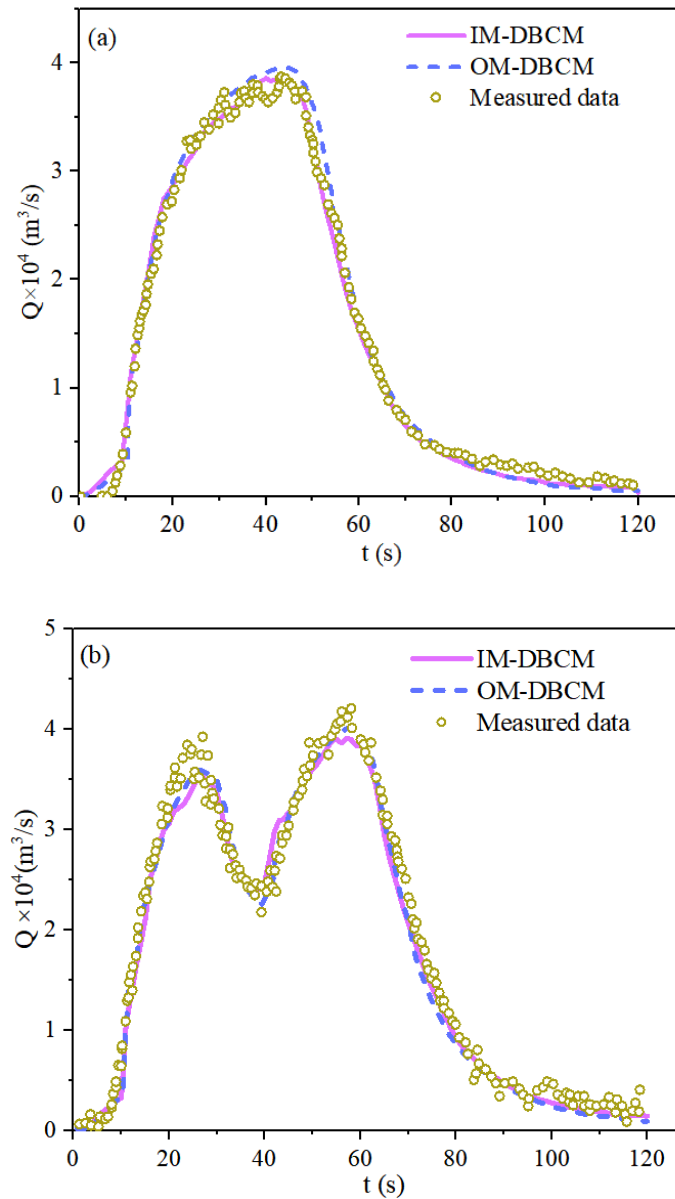 (a)
IM-DBCM
OM-DBCM
Measured data
4
3
2
1
0
Q×10⁴ (m³/s)
0 20 40 60 80 100 120
t (s)
(b)
IM-DBCM
OM-DBCM
Measured data
5
4
3
2
1
0
Q ×10⁴(m³/s)
0 20 40 60 80 100 120
t (s)